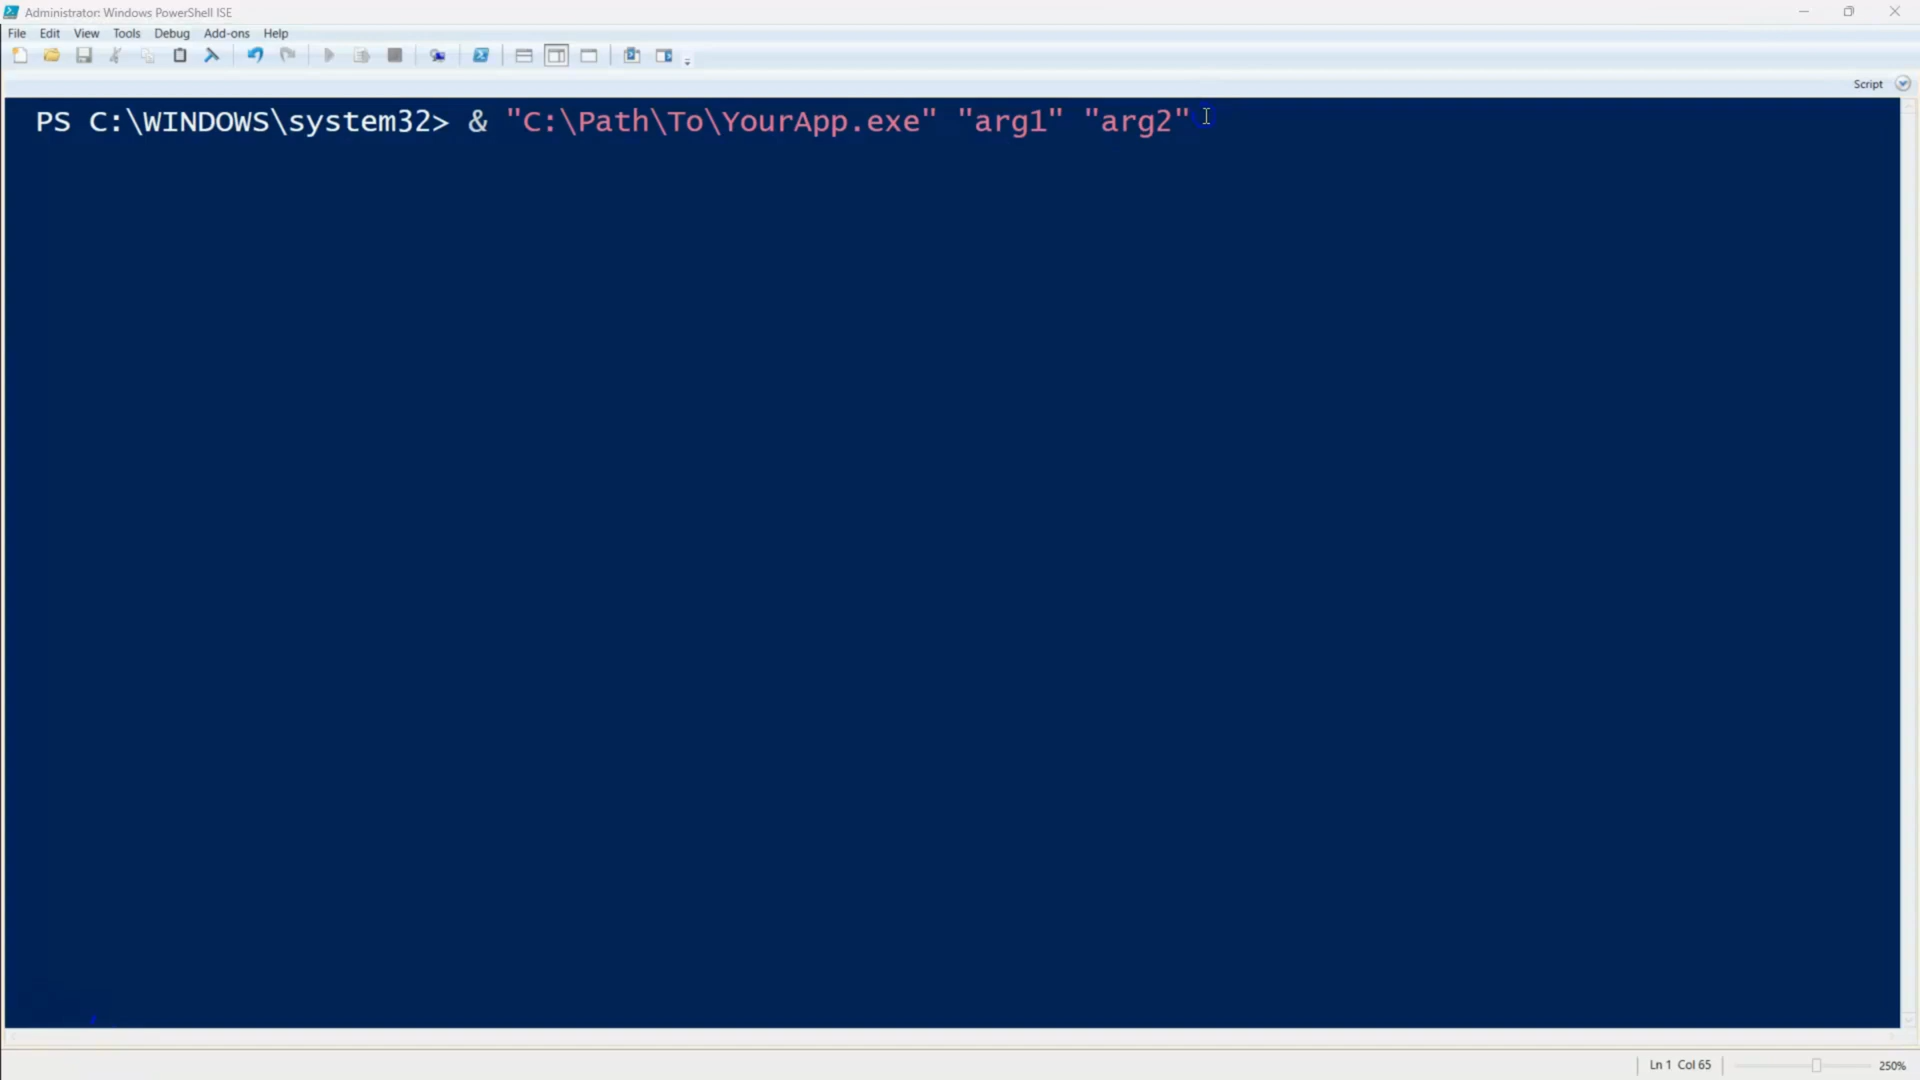 Administrator: Windows PowerShell ISE
File Edit View Tools Debug Add-ons Help
Script
PS C:\WINDOWS\system32> & "C:\Path\To\YourApp.exe" "arg1" "arg2"
Ln 1 Col 65 250%